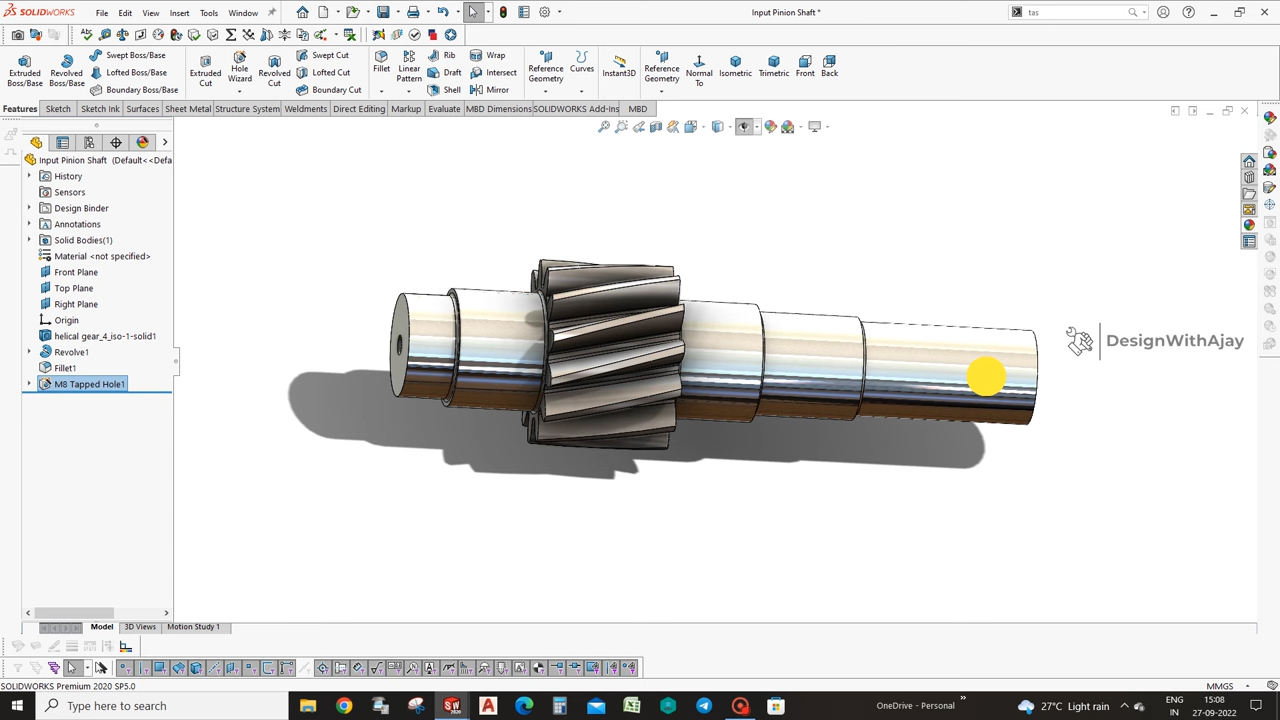 SOLIDWORKS File Edit View Insert Tools Window Input Pinion Shaft * tas
Extruded Boss/Base
Revolved Boss/Base
Swept Boss/Base
Lofted Boss/Base
Boundary Boss/Base
Extruded Cut
Hole Wizard
Revolved Cut
Swept Cut
Lofted Cut
Boundary Cut
Fillet
Linear Pattern
Rib
Draft
Shell
Wrap
Intersect
Mirror
Reference Geometry
Curves
Instant3D
Reference Geometry
Normal To
Isometric
Trimetric
Front
Back
Features Sketch Sketch Ink Surfaces Sheet Metal Structure System Weldments Direct Editing Markup Evaluate MBD Dimensions SOLIDWORKS Add-Ins MBD
Input Pinion Shaft (Default<<Defa
History
Sensors
Design Binder
Annotations
Solid Bodies(1)
Material <not specified>
Front Plane
Top Plane
Right Plane
Origin
helical gear_4_iso-1-solid1
Revolve1
Fillet1
M8 Tapped Hole1
DesignWithAjay
Model 3D Views Motion Study 1
SOLIDWORKS Premium 2020 SP5.0 MMGS
Type here to search OneDrive - Personal 27°C Light rain ENG IN 15:08 27-09-2022